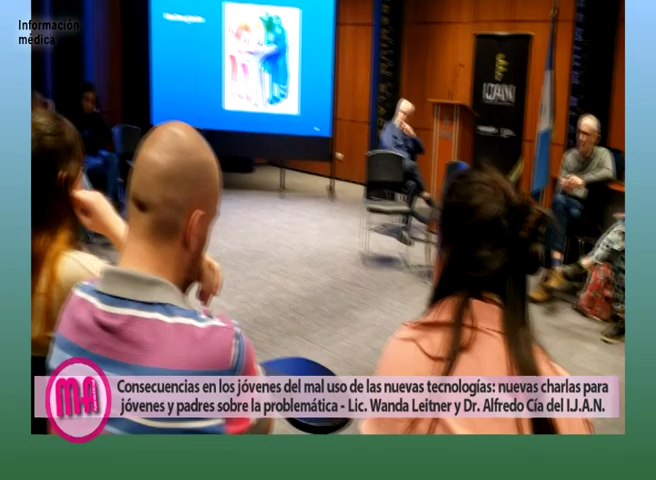 Información
médica
IJAN
MA
Consecuencias en los jóvenes del mal uso de las nuevas tecnologías: nuevas charlas para
jóvenes y padres sobre la problemática - Lic. Wanda Leitner y Dr. Alfredo Cía del I.J.A.N.